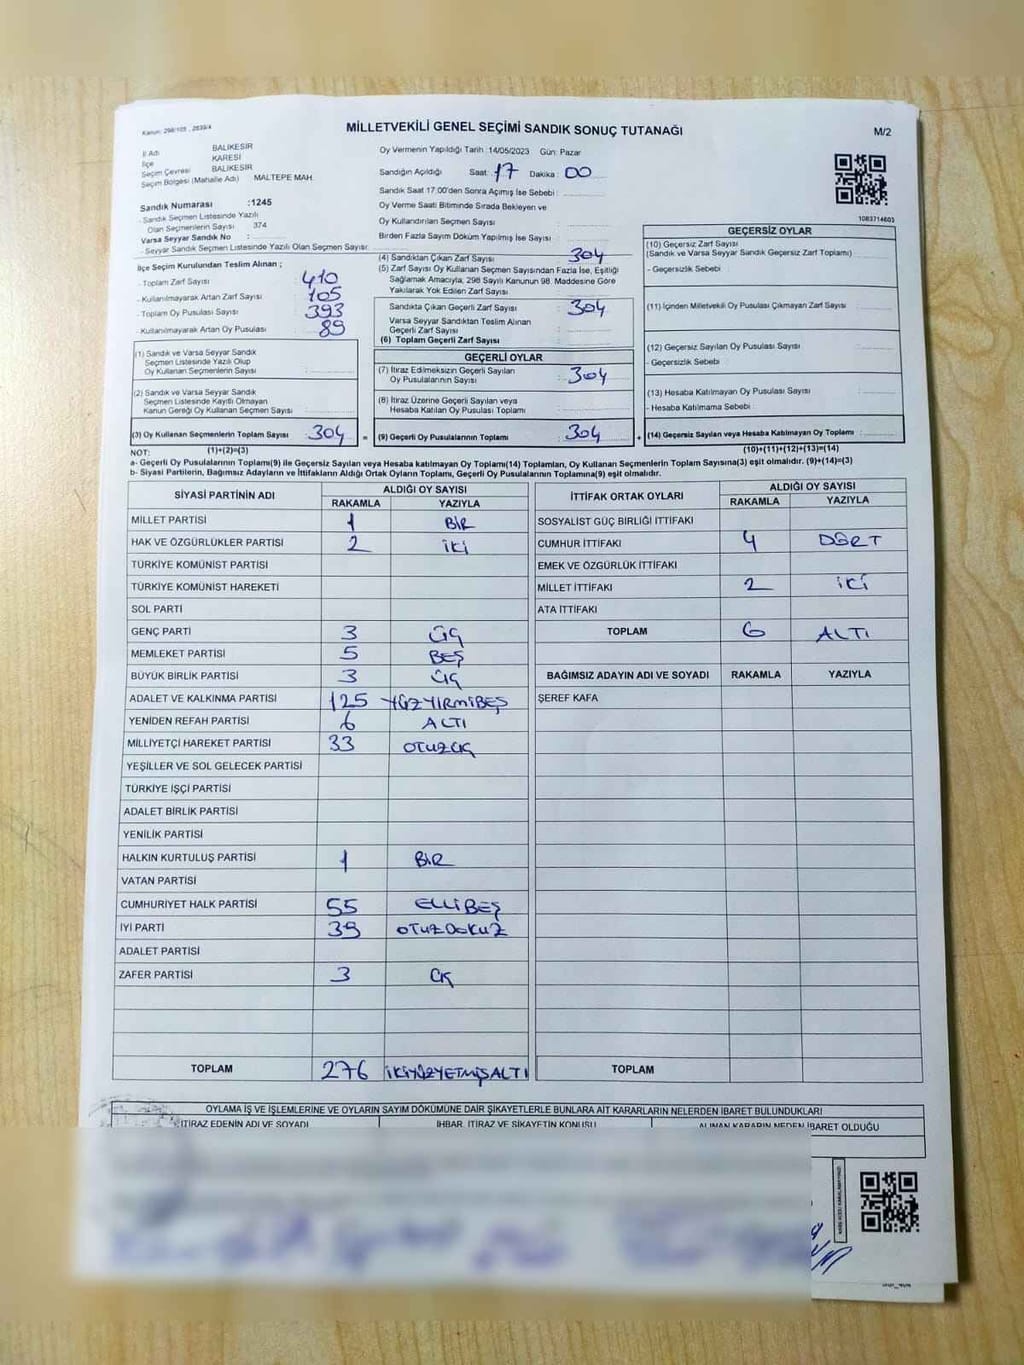 Kanun: 298/105 , 2839/4
MİLLETVEKİLİ GENEL SEÇİMİ SANDIK SONUÇ TUTANAĞI
M/2
İl Adı BALIKESİR
İlçe KARESİ
Seçim Çevresi BALIKESİR
Seçim Bölgesi (Mahalle Adı) MALTEPE MAH.
Oy Vermenin Yapıldığı Tarih :14/05/2023 Gün: Pazar
Sandığın Açıldığı Saat: 17 Dakika : 00
Sandık Saat 17.00'den Sonra Açımış İse Sebebi :
Oy Verme Saati Bitiminde Sırada Bekleyen ve
Oy Kullandırılan Seçmen Sayısı :
Birden Fazla Sayım Döküm Yapılmış İse Sayısı :
1083714603
Sandık Numarası :1245
- Sandık Seçmen Listesinde Yazılı
Olan Seçmenlerin Sayısı 374
Varsa Seyyar Sandık No :
- Seyyar Sandık Seçmen Listesinde Yazılı Olan Seçmen Sayısı:
İlçe Seçim Kurulundan Teslim Alınan ;
- Toplam Zarf Sayısı : 410
- Kullanılmayarak Artan Zarf Sayısı : 105
- Toplam Oy Pusulası Sayısı : 393
- Kullanılmayarak Artan Oy Pusulası : 89
(1) Sandık ve Varsa Seyyar Sandık
Seçmen Listesinde Yazılı Olup
Oy Kullanan Seçmenlerin Sayısı :
(2) Sandık ve Varsa Seyyar Sandık
Seçmen Listesinde Kayıtlı Olmayan
Kanun Gereği Oy Kullanan Seçmen Sayısı :
(3) Oy Kullanan Seçmenlerin Toplam Sayısı : 304
(4) Sandıktan Çıkan Zarf Sayısı : 304
(5) Zarf Sayısı Oy Kullanan Seçmen Sayısından Fazla İse, Eşitliği
Sağlamak Amacıyla, 298 Sayılı Kanunun 98. Maddesine Göre
Yakılarak Yok Edilen Zarf Sayısı :
Sandıkta Çıkan Geçerli Zarf Sayısı : 304
Varsa Seyyar Sandıktan Teslim Alınan
Geçerli Zarf Sayısı :
(6) Toplam Geçerli Zarf Sayısı :
GEÇERLİ OYLAR
(7) İtiraz Edilmeksizin Geçerli Sayılan
Oy Pusulalarının Sayısı : 304
(8) İtiraz Üzerine Geçerli Sayılan veya
Hesaba Katılan Oy Pusulası Toplamı :
= (9) Geçerli Oy Pusulalarının Toplamı : 304
GEÇERSİZ OYLAR
(10) Geçersiz Zarf Sayısı
(Sandık ve Varsa Seyyar Sandık Geçersiz Zarf Toplamı) :
- Geçersizlik Sebebi :
(11) İçinden Milletvekili Oy Pusulası Çıkmayan Zarf Sayısı :
(12) Geçersiz Sayılan Oy Pusulası Sayısı :
- Geçersizlik Sebebi :
(13) Hesaba Katılmayan Oy Pusulası Sayısı :
- Hesaba Katılmama Sebebi :
+ (14) Geçersiz Sayılan veya Hesaba Katılmayan Oy Toplamı :
NOT: (1)+(2)=(3) (10)+(11)+(12)+(13)=(14)
a- Geçerli Oy Pusulalarının Toplamı(9) ile Geçersiz Sayılan veya Hesaba katılmayan Oy Toplamı(14) Toplamları, Oy Kullanan Seçmenlerin Toplam Sayısına(3) eşit olmalıdır. (9)+(14)=(3)
b- Siyasi Partilerin, Bağımsız Adayların ve İttifakların Aldığı Ortak Oyların Toplamı, Geçerli Oy Pusulalarının Toplamına(9) eşit olmalıdır.
SİYASİ PARTİNİN ADI ALDIĞI OY SAYISI
RAKAMLA YAZIYLA
MİLLET PARTİSİ 1 BİR
HAK VE ÖZGÜRLÜKLER PARTİSİ 2 İKİ
TÜRKİYE KOMÜNİST PARTİSİ
TÜRKİYE KOMÜNİST HAREKETİ
SOL PARTİ
GENÇ PARTİ 3 ÜÇ
MEMLEKET PARTİSİ 5 BEŞ
BÜYÜK BİRLİK PARTİSİ 3 ÜÇ
ADALET VE KALKINMA PARTİSİ 125 YÜZYİRMİBEŞ
YENİDEN REFAH PARTİSİ 6 ALTI
MİLLİYETÇİ HAREKET PARTİSİ 33 OTUZÜÇ
YEŞİLLER VE SOL GELECEK PARTİSİ
TÜRKİYE İŞÇİ PARTİSİ
ADALET BİRLİK PARTİSİ
YENİLİK PARTİSİ
HALKIN KURTULUŞ PARTİSİ 1 BİR
VATAN PARTİSİ
CUMHURİYET HALK PARTİSİ 55 ELLİBEŞ
İYİ PARTİ 39 OTUZDOKUZ
ADALET PARTİSİ
ZAFER PARTİSİ 3 ÜÇ
TOPLAM 276 İKİYÜZYETMİŞALTI
İTTİFAK ORTAK OYLARI ALDIĞI OY SAYISI
RAKAMLA YAZIYLA
SOSYALİST GÜÇ BİRLİĞİ İTTİFAKI
CUMHUR İTTİFAKI 4 DÖRT
EMEK VE ÖZGÜRLÜK İTTİFAKI
MİLLET İTTİFAKI 2 İKİ
ATA İTTİFAKI
TOPLAM 6 ALTI
BAĞIMSIZ ADAYIN ADI VE SOYADI RAKAMLA YAZIYLA
ŞEREF KAFA
TOPLAM
OYLAMA İŞ VE İŞLEMLERİNE VE OYLARIN SAYIM DÖKÜMÜNE DAİR ŞİKAYETLERLE BUNLARA AİT KARARLARIN NELERDEN İBARET BULUNDUKLARI
İTİRAZ EDENİN ADI VE SOYADI İHBAR, İTİRAZ VE ŞİKAYETİN KONUSU ALINAN KARARIN NEDEN İBARET OLDUĞU